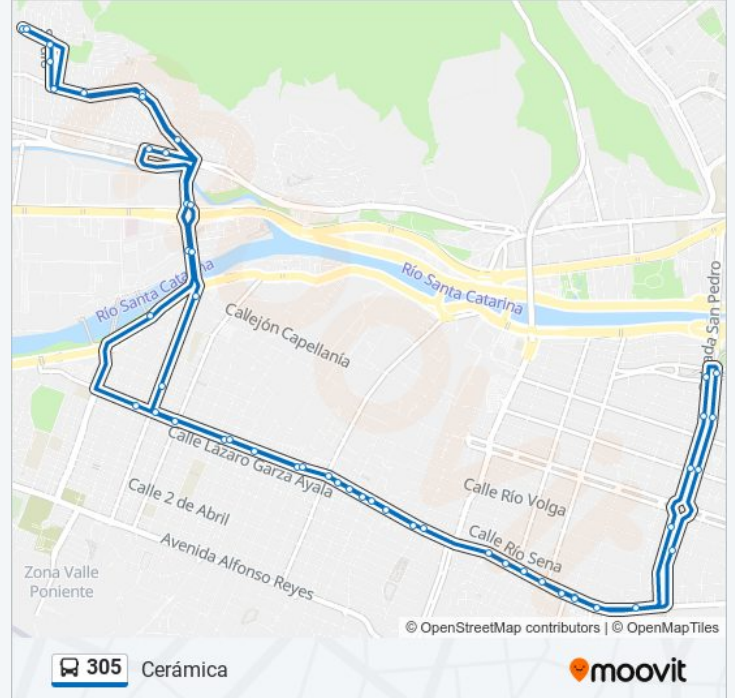 Río Santa Catarina
Río Santa Catarina
ada San Pedro
Callejón Capellanía
Calle Lázaro Garza Ayala
Calle Río Volga
Calle 2 de Abril
Calle Río Sena
Avenida Alfonso Reyes
Zona Valle
Poniente
© OpenStreetMap contributors | © OpenMapTiles
305 Cerámica
moovit